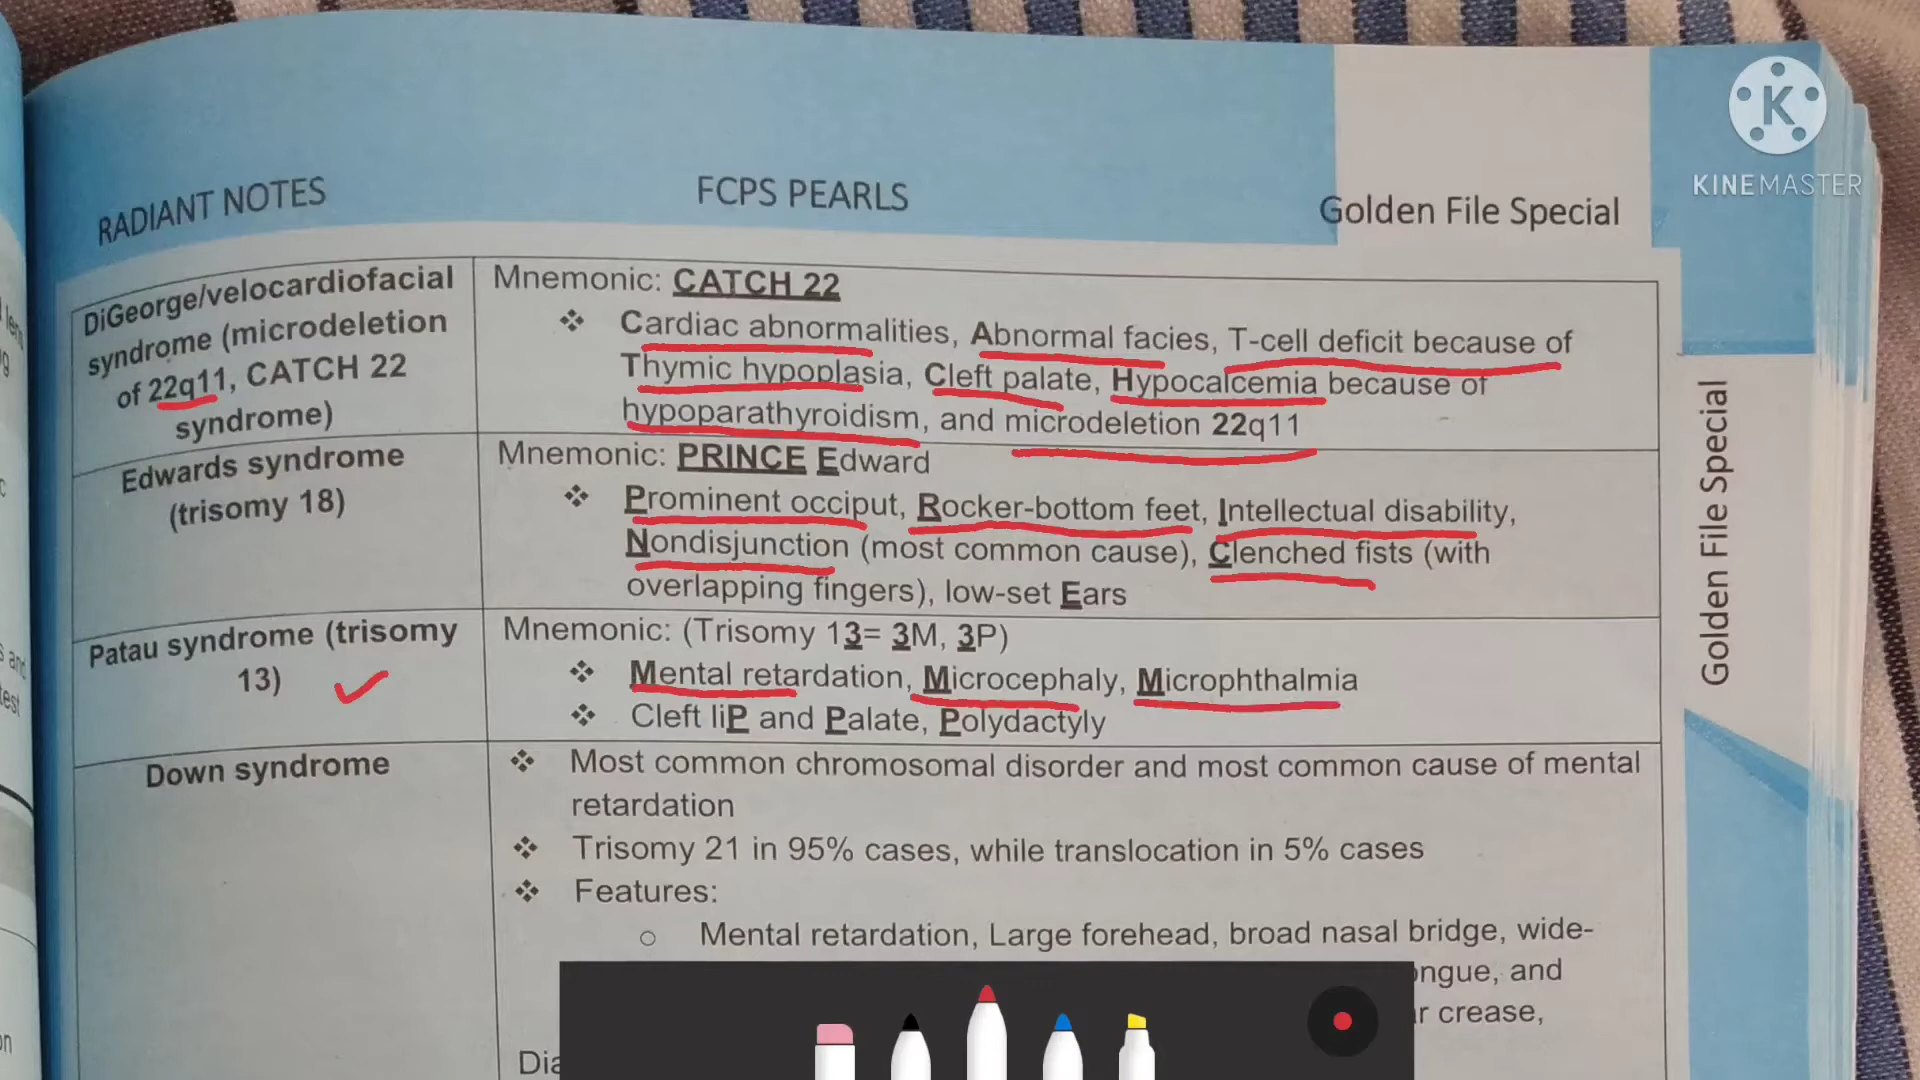 KINEMASTER
RADIANT NOTES
FCPS PEARLS
Golden File Special
DiGeorge/velocardiofacial
syndrome (microdeletion
of 22q11, CATCH 22
syndrome)
Mnemonic: CATCH 22
❖ Cardiac abnormalities, Abnormal facies, T-cell deficit because of
Thymic hypoplasia, Cleft palate, Hypocalcemia because of
hypoparathyroidism, and microdeletion 22q11
Edwards syndrome
(trisomy 18)
Mnemonic: PRINCE Edward
❖ Prominent occiput, Rocker-bottom feet, Intellectual disability,
Nondisjunction (most common cause), Clenched fists (with
overlapping fingers), low-set Ears
Patau syndrome (trisomy
13)
Mnemonic: (Trisomy 13= 3M, 3P)
❖ Mental retardation, Microcephaly, Microphthalmia
❖ Cleft liP and Palate, Polydactyly
Down syndrome
❖ Most common chromosomal disorder and most common cause of mental
retardation
❖ Trisomy 21 in 95% cases, while translocation in 5% cases
❖ Features:
o Mental retardation, Large forehead, broad nasal bridge, wide-
ongue, and
r crease,
Dia
Golden File Special